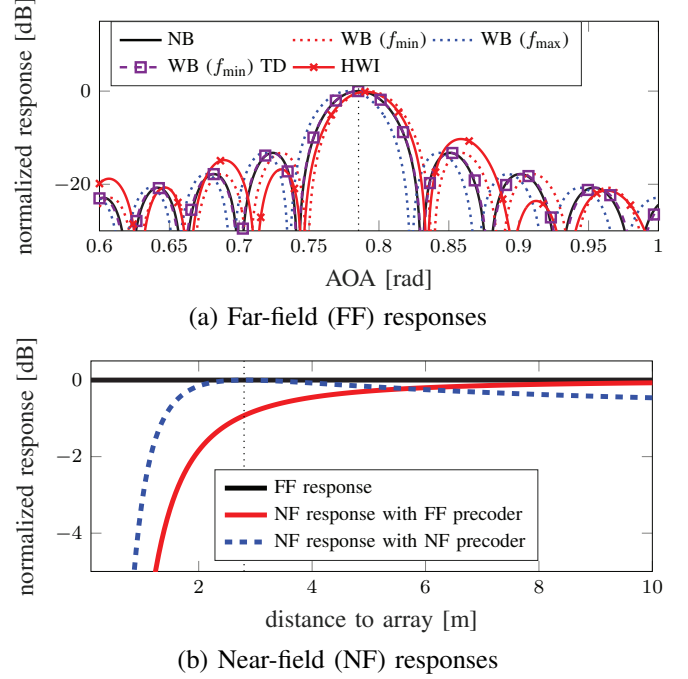 normalized response [dB]
NB
WB (fmin)
WB (fmax)
WB (fmin) TD
HWI
0
−20
0.6
0.65
0.7
0.75
0.8
0.85
0.9
0.95
1
AOA [rad]
(a) Far-field (FF) responses
normalized response [dB]
0
−2
−4
FF response
NF response with FF precoder
NF response with NF precoder
2
4
6
8
10
distance to array [m]
(b) Near-field (NF) responses